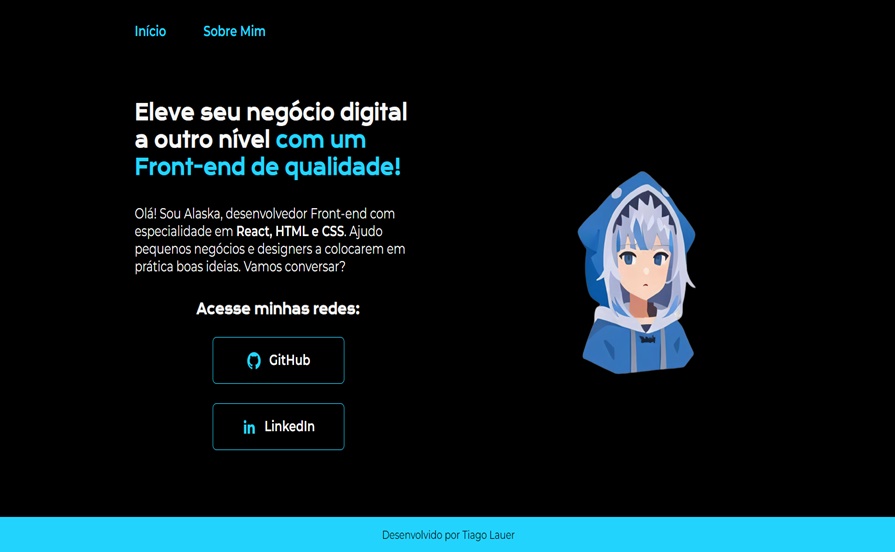 Início
Sobre Mim
Eleve seu negócio digital
a outro nível com um
Front-end de qualidade!
Olá! Sou Alaska, desenvolvedor Front-end com
especialidade em React, HTML e CSS. Ajudo
pequenos negócios e designers a colocarem em
prática boas ideias. Vamos conversar?
Acesse minhas redes:
GitHub
in LinkedIn
Desenvolvido por Tiago Lauer